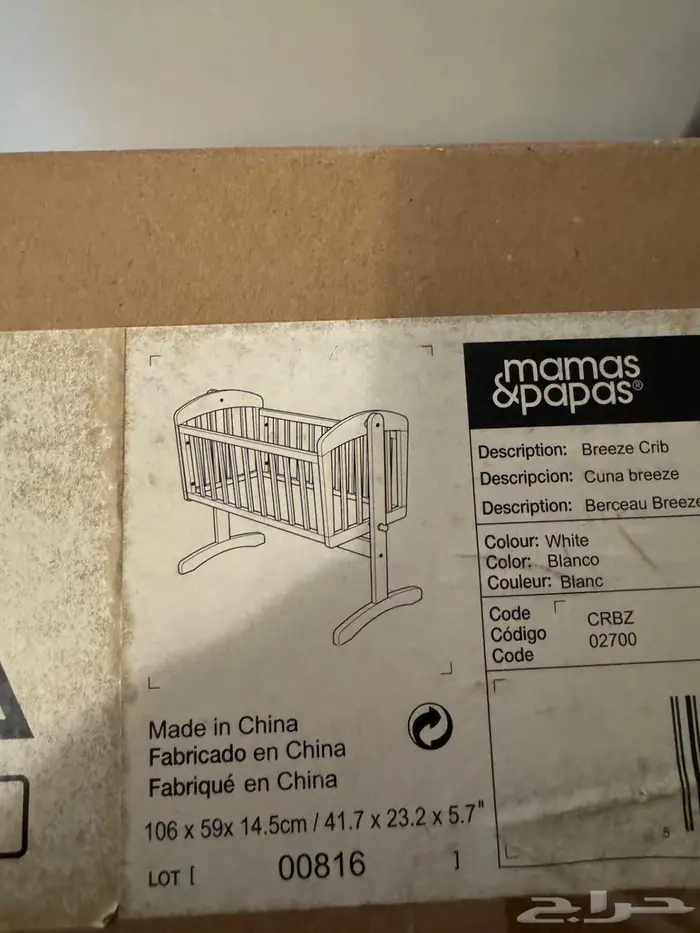 mamas
&papas®
Description: Breeze Crib
Descripcion: Cuna breeze
Description: Berceau Breeze
Colour: White
Color: Blanco
Couleur: Blanc
Code
Código
Code
CRBZ
02700
Made in China
Fabricado en China
Fabriqué en China
106 x 59x 14.5cm / 41.7 x 23.2 x 5.7"
LOT [ 00816 ]
5
حراج